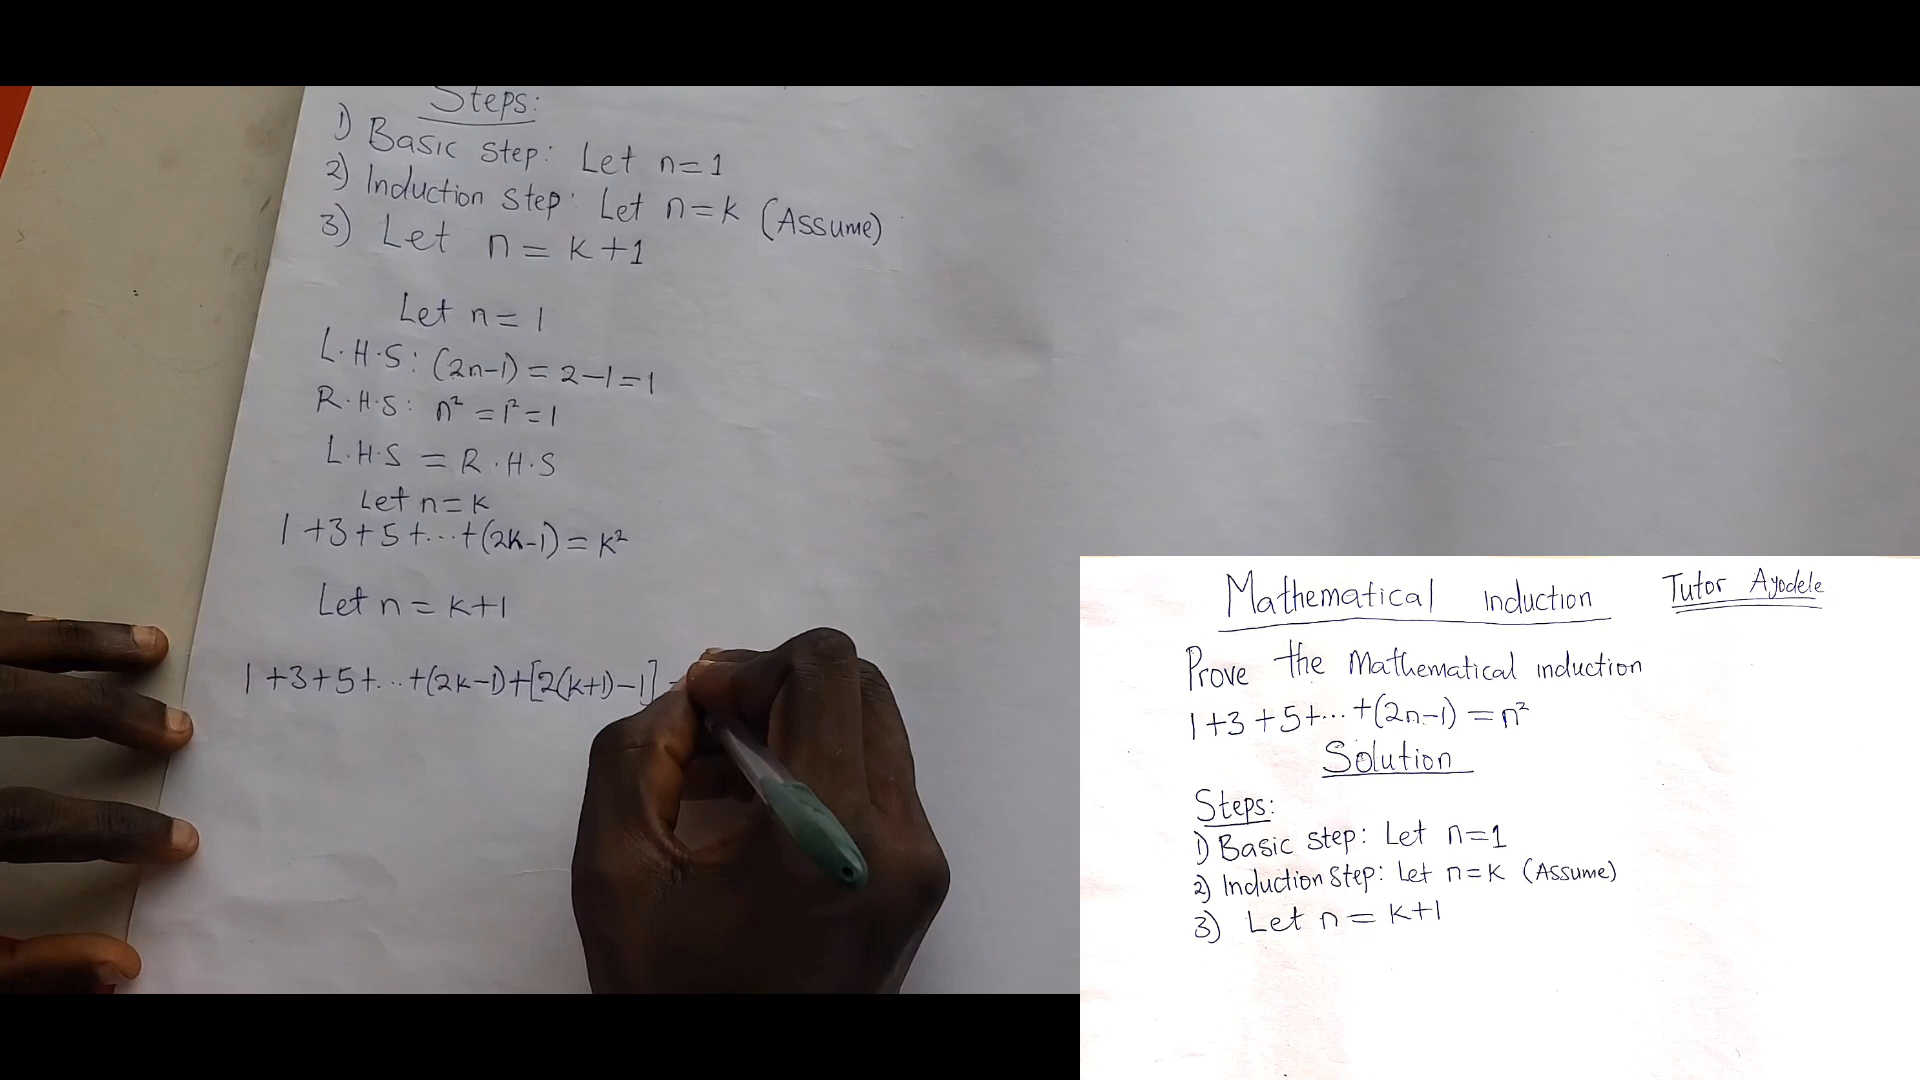 Steps:
1) Basic step: Let n=1
2) Induction step: Let n=k (Assume)
3) Let n=k+1
Let n=1
L.H.S: (2n-1)=2-1=1
R.H.S: n²=1²=1
L.H.S = R.H.S
Let n=k
1+3+5+...+(2k-1)=k²
Let n=k+1
1+3+5+...+(2k-1)+[2(k+1)-1]
Mathematical induction
Tutor Ayodele
Prove the Mathematical induction
1+3+5+...+(2n-1)=n²
Solution
Steps:
1) Basic step: Let n=1
2) Induction step: Let n=k (Assume)
3) Let n=k+1